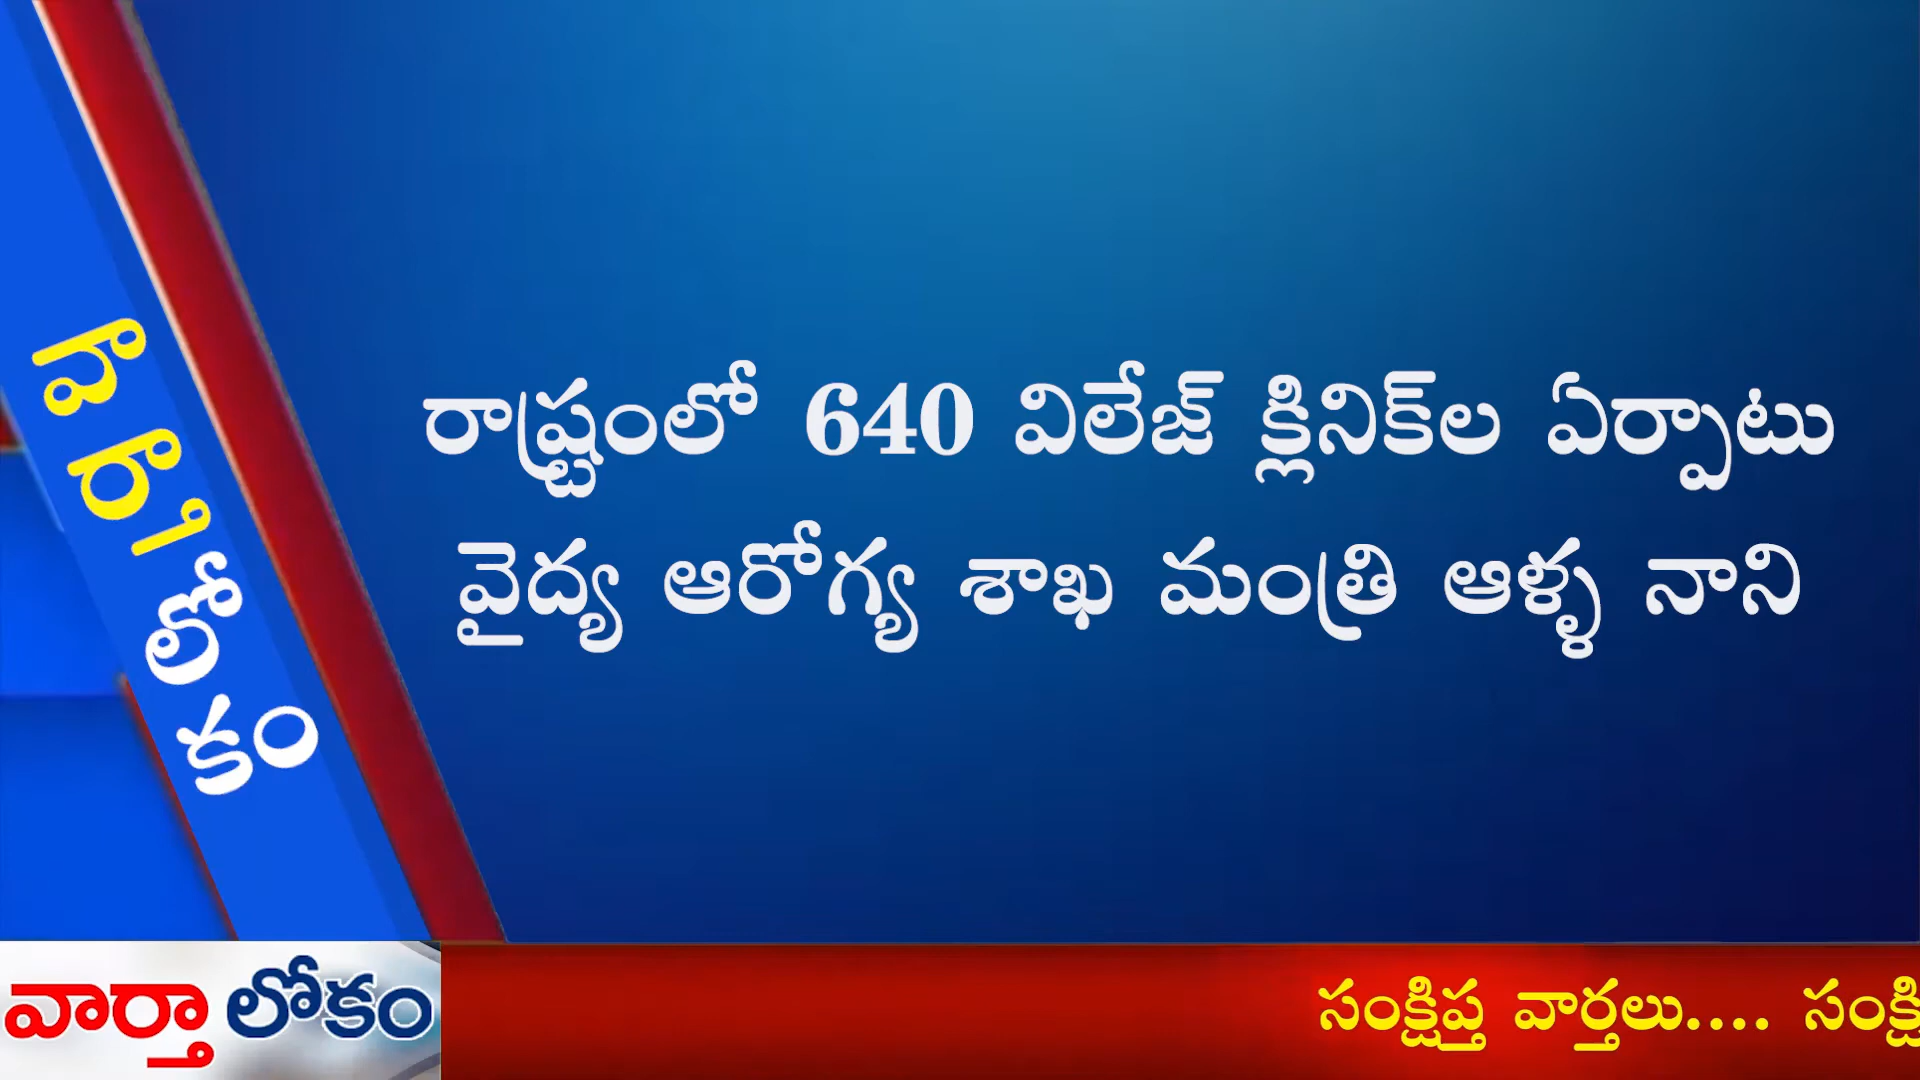 వార్తా లోకం
రాష్ట్రంలో 640 విలేజ్ క్లినిక్‌ల ఏర్పాటు
వైద్య ఆరోగ్య శాఖ మంత్రి ఆళ్ళ నాని
వార్తా లోకం
సంక్షిప్త వార్తలు.... సంక్షి